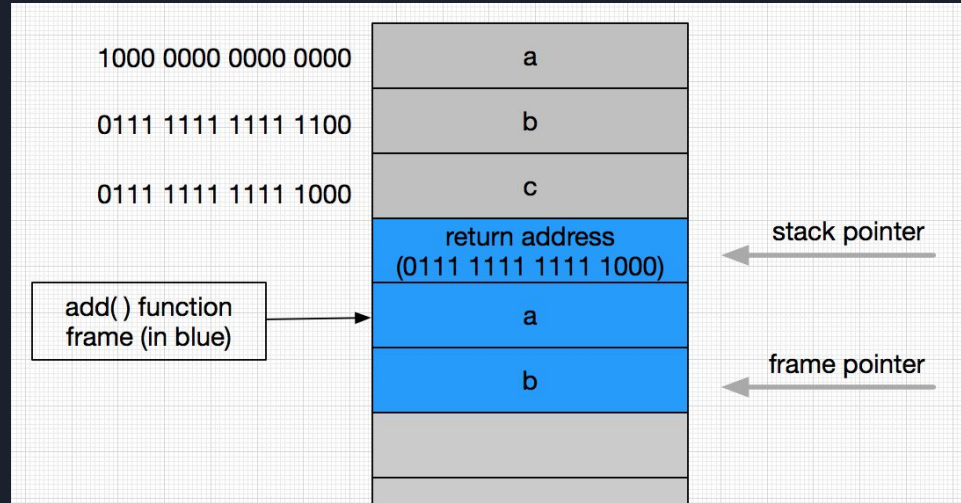 1000 0000 0000 0000
a
0111 1111 1111 1100
b
0111 1111 1111 1000
c
return address
(0111 1111 1111 1000)
stack pointer
add( ) function
frame (in blue)
a
b
frame pointer